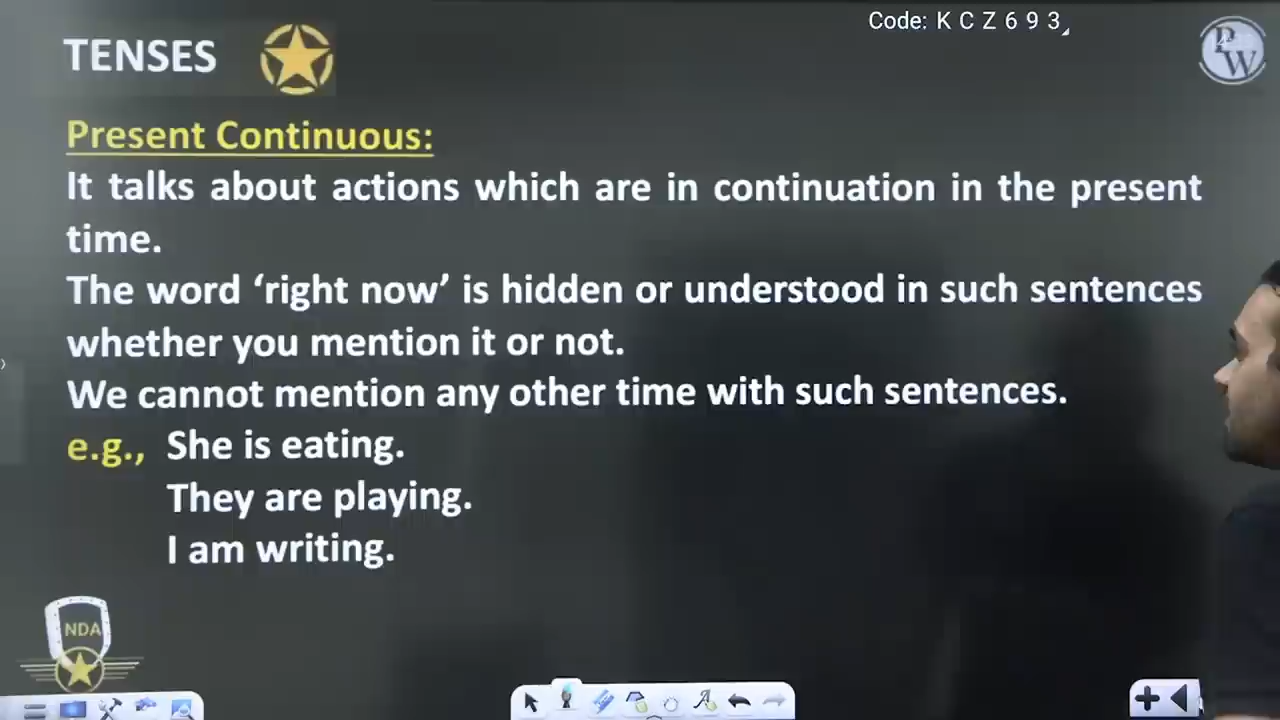 Code: K C Z 6 9 3
TENSES
PW
Present Continuous:
It talks about actions which are in continuation in the present
time.
The word ‘right now’ is hidden or understood in such sentences
whether you mention it or not.
We cannot mention any other time with such sentences.
e.g., She is eating.
They are playing.
I am writing.
NDA